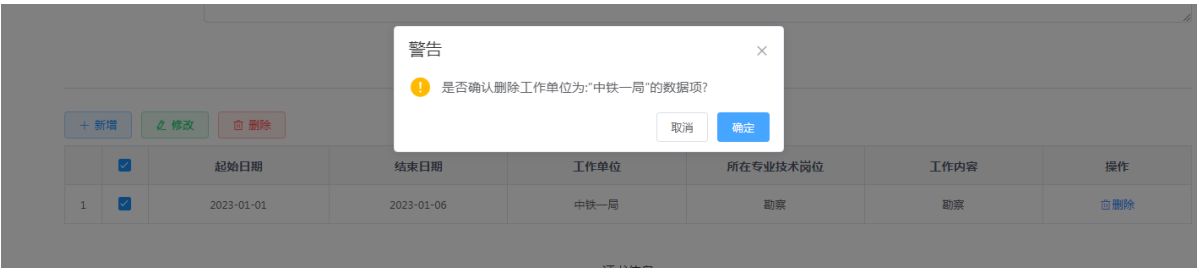 警告
是否确认删除工作单位为:"中铁一局"的数据项?
取消 确定
新增 修改 删除
起始日期 结束日期 工作单位 所在专业技术岗位 工作内容 操作
1 2023-01-01 2023-01-06 中铁一局 勘察 勘察 删除